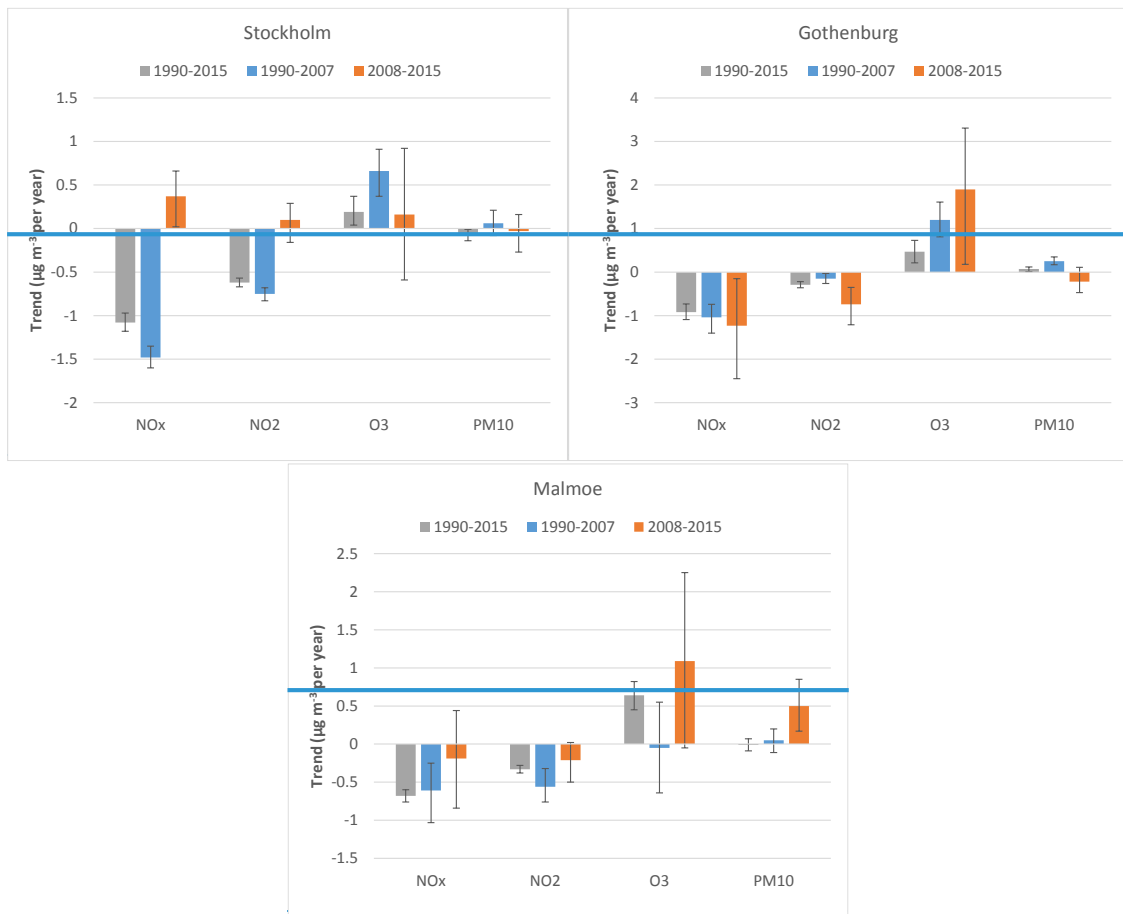 Stockholm
1990-2015 1990-2007 2008-2015
Trend (µg m-3 per year)
1.5
1
0.5
0
-0.5
-1
-1.5
-2
NOx NO2 O3 PM10
Gothenburg
1990-2015 1990-2007 2008-2015
Trend (µg m-3 per year)
4
3
2
1
0
-1
-2
-3
NOx NO2 O3 PM10
Malmoe
1990-2015 1990-2007 2008-2015
Trend (µg m-3 per year)
2.5
2
1.5
1
0.5
0
-0.5
-1
-1.5
NOx NO2 O3 PM10